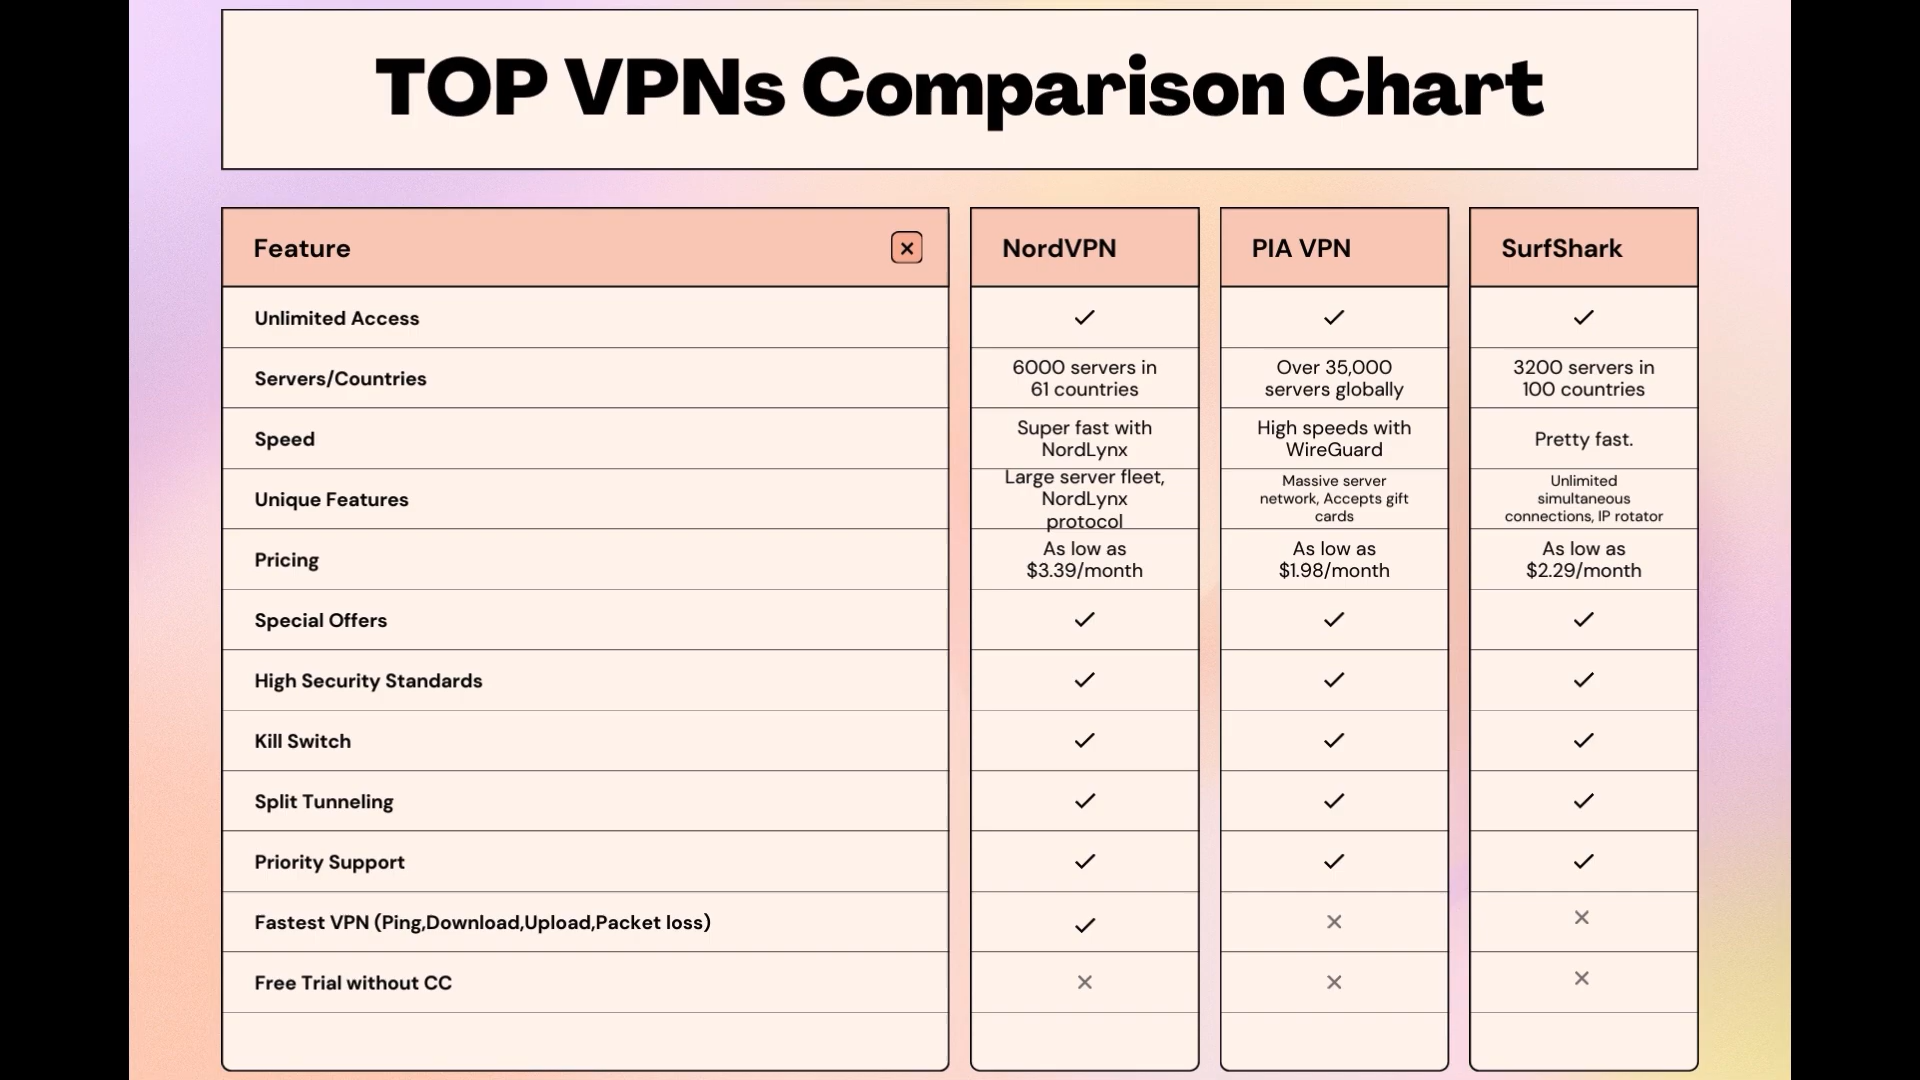 TOP VPNs Comparison Chart
Feature NordVPN PIA VPN SurfShark
Unlimited Access ✓ ✓ ✓
Servers/Countries
6000 servers in
61 countries
Over 35,000
servers globally
3200 servers in
100 countries
Speed
Super fast with
NordLynx
High speeds with
WireGuard
Pretty fast.
Unique Features
Large server fleet,
NordLynx
protocol
Massive server
network, Accepts gift
cards
Unlimited
simultaneous
connections, IP rotator
Pricing
As low as
$3.39/month
As low as
$1.98/month
As low as
$2.29/month
Special Offers ✓ ✓ ✓
High Security Standards ✓ ✓ ✓
Kill Switch ✓ ✓ ✓
Split Tunneling ✓ ✓ ✓
Priority Support ✓ ✓ ✓
Fastest VPN (Ping,Download,Upload,Packet loss) ✓ ✕ ✕
Free Trial without CC ✕ ✕ ✕